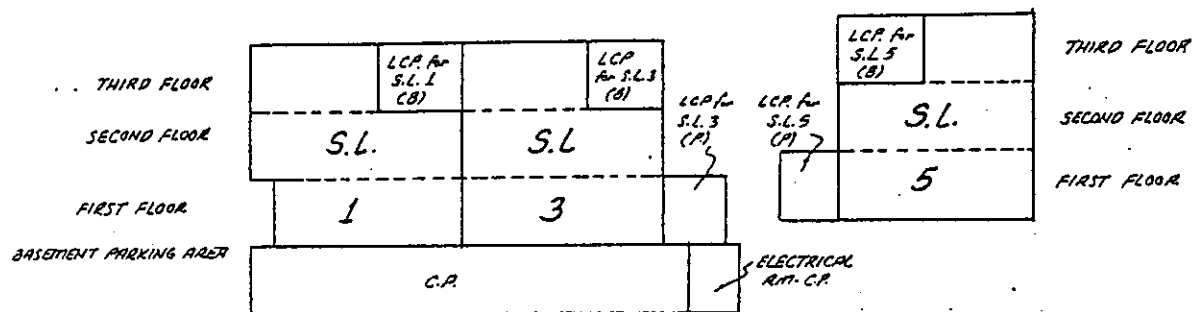 THIRD FLOOR
SECOND FLOOR
FIRST FLOOR
BASEMENT PARKING AREA
LCP. for
S.L. 1
(B)
LCP
for S.L.3
(B)
S.L.
S.L
1
3
LCP for
S.L. 3
(P)
C.P.
ELECTRICAL
RM.- C.P.
LCP. for
S.L.5
(P)
LCP. for
S.L 5
(B)
S.L.
5
THIRD FLOOR
SECOND FLOOR
FIRST FLOOR